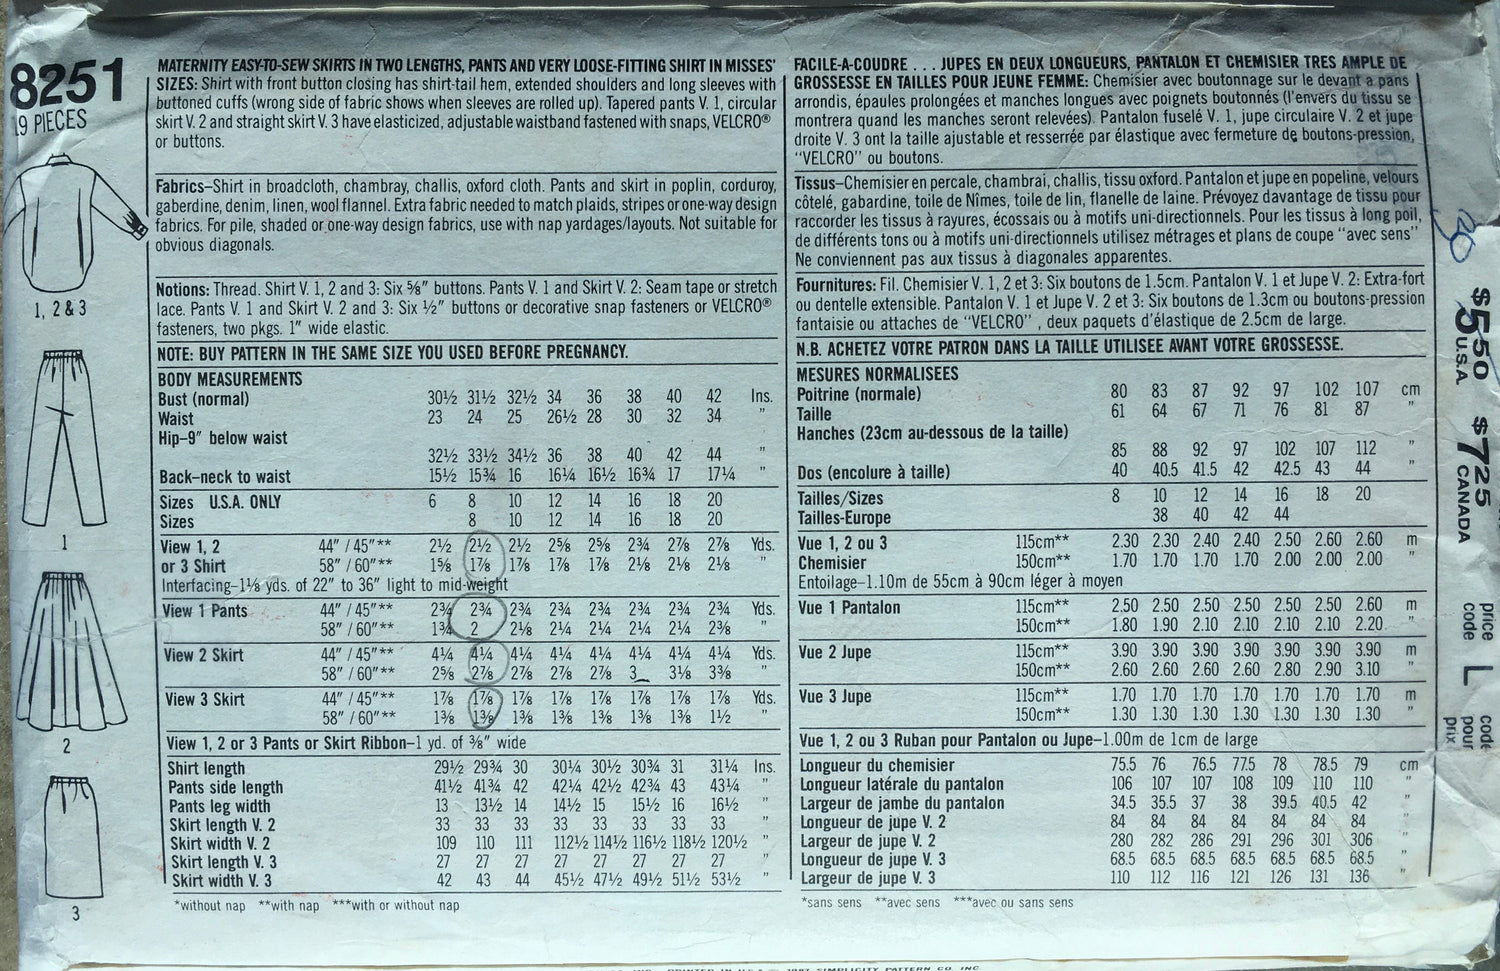 8251
19 PIECES
1, 2 & 3
1
2
3
MATERNITY EASY-TO-SEW SKIRTS IN TWO LENGTHS, PANTS AND VERY LOOSE-FITTING SHIRT IN MISSES'
SIZES: Shirt with front button closing has shirt-tail hem, extended shoulders and long sleeves with
buttoned cuffs (wrong side of fabric shows when sleeves are rolled up). Tapered pants V. 1, circular
skirt V. 2 and straight skirt V. 3 have elasticized, adjustable waistband fastened with snaps, VELCRO®
or buttons.
Fabrics–Shirt in broadcloth, chambray, challis, oxford cloth. Pants and skirt in poplin, corduroy,
gaberdine, denim, linen, wool flannel. Extra fabric needed to match plaids, stripes or one-way design
fabrics. For pile, shaded or one-way design fabrics, use with nap yardages/layouts. Not suitable for
obvious diagonals.
Notions: Thread. Shirt V. 1, 2 and 3: Six ⅝″ buttons. Pants V. 1 and Skirt V. 2: Seam tape or stretch
lace. Pants V. 1 and Skirt V. 2 and 3: Six ½″ buttons or decorative snap fasteners or VELCRO®
fasteners, two pkgs. 1″ wide elastic.
NOTE: BUY PATTERN IN THE SAME SIZE YOU USED BEFORE PREGNANCY.
BODY MEASUREMENTS
Bust (normal) 30½ 31½ 32½ 34 36 38 40 42 Ins.
Waist 23 24 25 26½ 28 30 32 34 ″
Hip–9″ below waist
32½ 33½ 34½ 36 38 40 42 44 ″
Back–neck to waist 15½ 15¾ 16 16¼ 16½ 16¾ 17 17¼ ″
Sizes U.S.A. ONLY 6 8 10 12 14 16 18 20
Sizes 8 10 12 14 16 18 20
View 1, 2 44″ / 45″** 2½ 2½ 2½ 2⅝ 2⅝ 2¾ 2⅞ 2⅞ Yds.
or 3 Shirt 58″ / 60″** 1⅝ 1⅞ 1⅞ 1⅞ 1⅞ 2⅛ 2⅛ 2⅛ ″
Interfacing–1⅛ yds. of 22″ to 36″ light to mid-weight
View 1 Pants 44″ / 45″** 2¾ 2¾ 2¾ 2¾ 2¾ 2¾ 2¾ 2¾ Yds.
58″ / 60″** 1¾ 2 2⅛ 2¼ 2¼ 2¼ 2¼ 2⅜ ″
View 2 Skirt 44″ / 45″** 4¼ 4¼ 4¼ 4¼ 4¼ 4¼ 4¼ 4¼ Yds.
58″ / 60″** 2⅝ 2⅞ 2⅞ 2⅞ 2⅞ 3 3⅛ 3⅜ ″
View 3 Skirt 44″ / 45″** 1⅞ 1⅞ 1⅞ 1⅞ 1⅞ 1⅞ 1⅞ 1⅞ Yds.
58″ / 60″** 1⅜ 1⅜ 1⅜ 1⅜ 1⅜ 1⅜ 1⅜ 1½ ″
View 1, 2 or 3 Pants or Skirt Ribbon–1 yd. of ⅜″ wide
Shirt length 29½ 29¾ 30 30¼ 30½ 30¾ 31 31¼ Ins.
Pants side length 41½ 41¾ 42 42¼ 42½ 42¾ 43 43¼ ″
Pants leg width 13 13½ 14 14½ 15 15½ 16 16½ ″
Skirt length V. 2 33 33 33 33 33 33 33 33 ″
Skirt width V. 2 109 110 111 112½ 114½ 116½ 118½ 120½ ″
Skirt length V. 3 27 27 27 27 27 27 27 27 ″
Skirt width V. 3 42 43 44 45½ 47½ 49½ 51½ 53½ ″
*without nap **with nap ***with or without nap
FACILE-A-COUDRE . . . JUPES EN DEUX LONGUEURS, PANTALON ET CHEMISIER TRES AMPLE DE
GROSSESSE EN TAILLES POUR JEUNE FEMME: Chemisier avec boutonnage sur le devant a pans
arrondis, épaules prolongées et manches longues avec poignets boutonnés (l'envers du tissu se
montrera quand les manches seront relevées). Pantalon fuselé V. 1, jupe circulaire V. 2 et jupe
droite V. 3 ont la taille ajustable et resserrée par élastique avec fermeture de boutons-pression,
"VELCRO" ou boutons.
Tissus–Chemisier en percale, chambrai, challis, tissu oxford. Pantalon et jupe en popeline, velours
côtelé, gabardine, toile de Nîmes, toile de lin, flanelle de laine. Prévoyez davantage de tissu pour
raccorder les tissus à rayures, écossais ou à motifs uni-directionnels. Pour les tissus à long poil,
de différents tons ou à motifs uni-directionnels utilisez métrages et plans de coupe "avec sens"
Ne conviennent pas aux tissus à diagonales apparentes.
Fournitures: Fil. Chemisier V. 1, 2 et 3: Six boutons de 1.5cm. Pantalon V. 1 et Jupe V. 2: Extra-fort
ou dentelle extensible. Pantalon V. 1 et Jupe V. 2 et 3: Six boutons de 1.3cm ou boutons-pression
fantaisie ou attaches de "VELCRO" , deux paquets d'élastique de 2.5cm de large.
N.B. ACHETEZ VOTRE PATRON DANS LA TAILLE UTILISEE AVANT VOTRE GROSSESSE.
MESURES NORMALISEES
Poitrine (normale) 80 83 87 92 97 102 107 cm
Taille 61 64 67 71 76 81 87 ″
Hanches (23cm au-dessous de la taille)
85 88 92 97 102 107 112 ″
Dos (encolure à taille) 40 40.5 41.5 42 42.5 43 44 ″
Tailles/Sizes 8 10 12 14 16 18 20
Tailles-Europe 38 40 42 44
Vue 1, 2 ou 3 115cm** 2.30 2.30 2.40 2.40 2.50 2.60 2.60 m
Chemisier 150cm** 1.70 1.70 1.70 1.70 2.00 2.00 2.00 ″
Entoilage–1.10m de 55cm à 90cm léger à moyen
Vue 1 Pantalon 115cm** 2.50 2.50 2.50 2.50 2.50 2.50 2.60 m
150cm** 1.80 1.90 2.10 2.10 2.10 2.10 2.20 ″
Vue 2 Jupe 115cm** 3.90 3.90 3.90 3.90 3.90 3.90 3.90 m
150cm** 2.60 2.60 2.60 2.60 2.80 2.90 3.10 ″
Vue 3 Jupe 115cm** 1.70 1.70 1.70 1.70 1.70 1.70 1.70 m
150cm** 1.30 1.30 1.30 1.30 1.30 1.30 1.30 ″
Vue 1, 2 ou 3 Ruban pour Pantalon ou Jupe–1.00m de 1cm de large
Longueur du chemisier 75.5 76 76.5 77.5 78 78.5 79 cm
Longueur latérale du pantalon 106 107 107 108 109 110 110 ″
Largeur de jambe du pantalon 34.5 35.5 37 38 39.5 40.5 42 ″
Longueur de jupe V. 2 84 84 84 84 84 84 84 ″
Largeur de jupe V. 2 280 282 286 291 296 301 306 ″
Longueur de jupe V. 3 68.5 68.5 68.5 68.5 68.5 68.5 68.5 ″
Largeur de jupe V. 3 110 112 116 121 126 131 136 ″
*sans sens **avec sens ***avec ou sans sens
$550 U.S.A.
$725 CANADA
price code L code pour prix
PRINTED IN U.S.A. – 1987 SIMPLICITY PATTERN CO. INC.